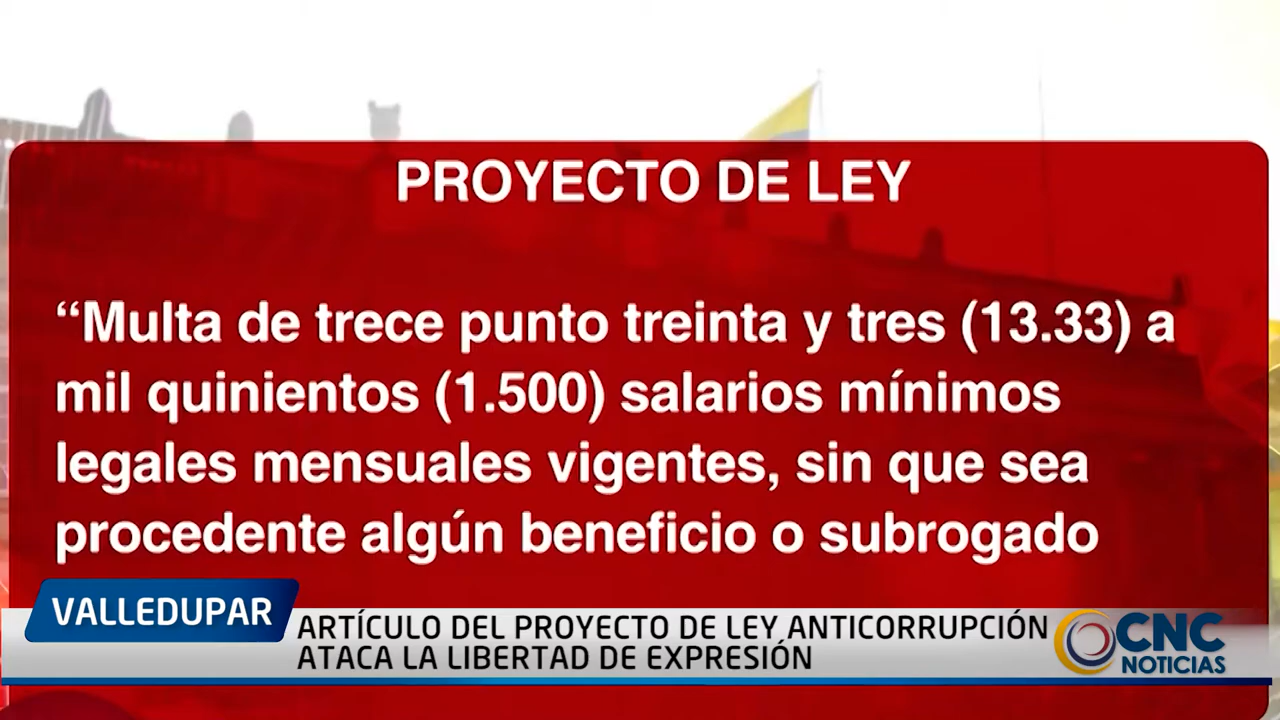 PROYECTO DE LEY
“Multa de trece punto treinta y tres (13.33) a
mil quinientos (1.500) salarios mínimos
legales mensuales vigentes, sin que sea
procedente algún beneficio o subrogado
VALLEDUPAR
ARTÍCULO DEL PROYECTO DE LEY ANTICORRUPCIÓN
ATACA LA LIBERTAD DE EXPRESIÓN
CNC
NOTICIAS